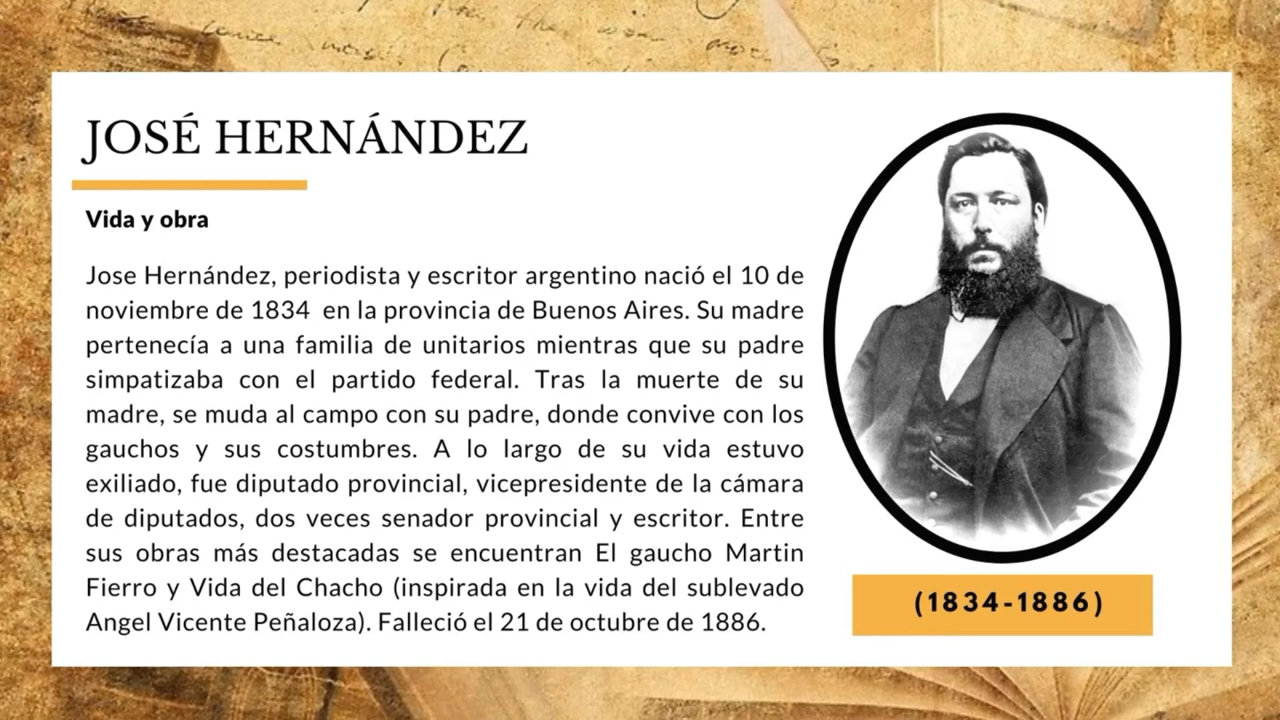 JOSÉ HERNÁNDEZ
Vida y obra
Jose Hernández, periodista y escritor argentino nació el 10 de
noviembre de 1834 en la provincia de Buenos Aires. Su madre
pertenecía a una familia de unitarios mientras que su padre
simpatizaba con el partido federal. Tras la muerte de su
madre, se muda al campo con su padre, donde convive con los
gauchos y sus costumbres. A lo largo de su vida estuvo
exiliado, fue diputado provincial, vicepresidente de la cámara
de diputados, dos veces senador provincial y escritor. Entre
sus obras más destacadas se encuentran El gaucho Martin
Fierro y Vida del Chacho (inspirada en la vida del sublevado
Angel Vicente Peñaloza). Falleció el 21 de octubre de 1886.
(1834-1886)